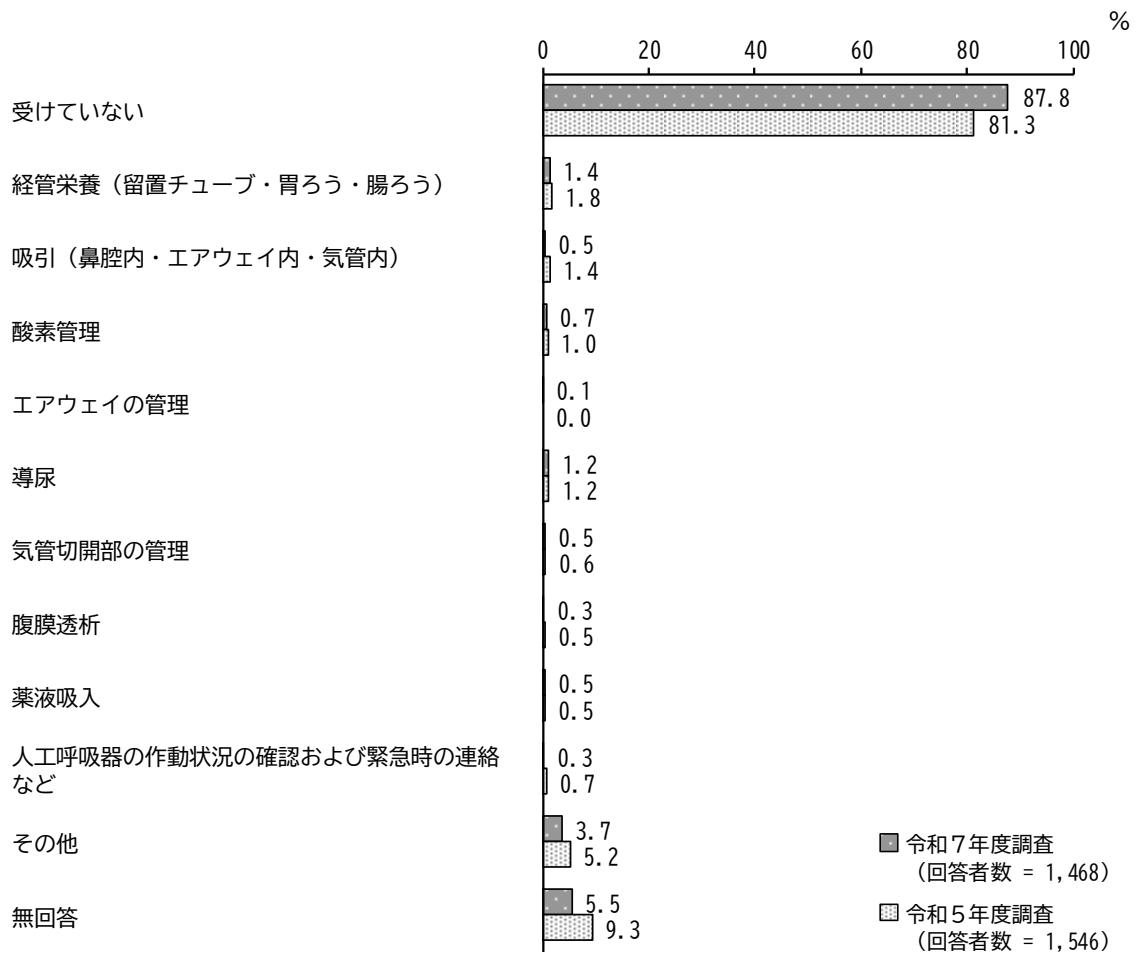 %
0 20 40 60 80 100
受けていない
87.8
81.3
経管栄養（留置チューブ・胃ろう・腸ろう）
1.4
1.8
吸引（鼻腔内・エアウェイ内・気管内）
0.5
1.4
酸素管理
0.7
1.0
エアウェイの管理
0.1
0.0
導尿
1.2
1.2
気管切開部の管理
0.5
0.6
腹膜透析
0.3
0.5
薬液吸入
0.5
0.5
人工呼吸器の作動状況の確認および緊急時の連絡
など
0.3
0.7
その他
3.7
5.2
無回答
5.5
9.3
令和７年度調査
（回答者数 = 1,468）
令和５年度調査
（回答者数 = 1,546）